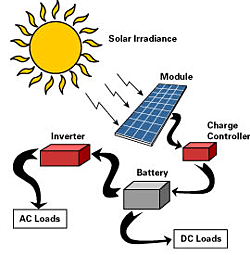 Solar Irradiance
Module
Charge
Controller
Inverter
Battery
AC Loads
DC Loads